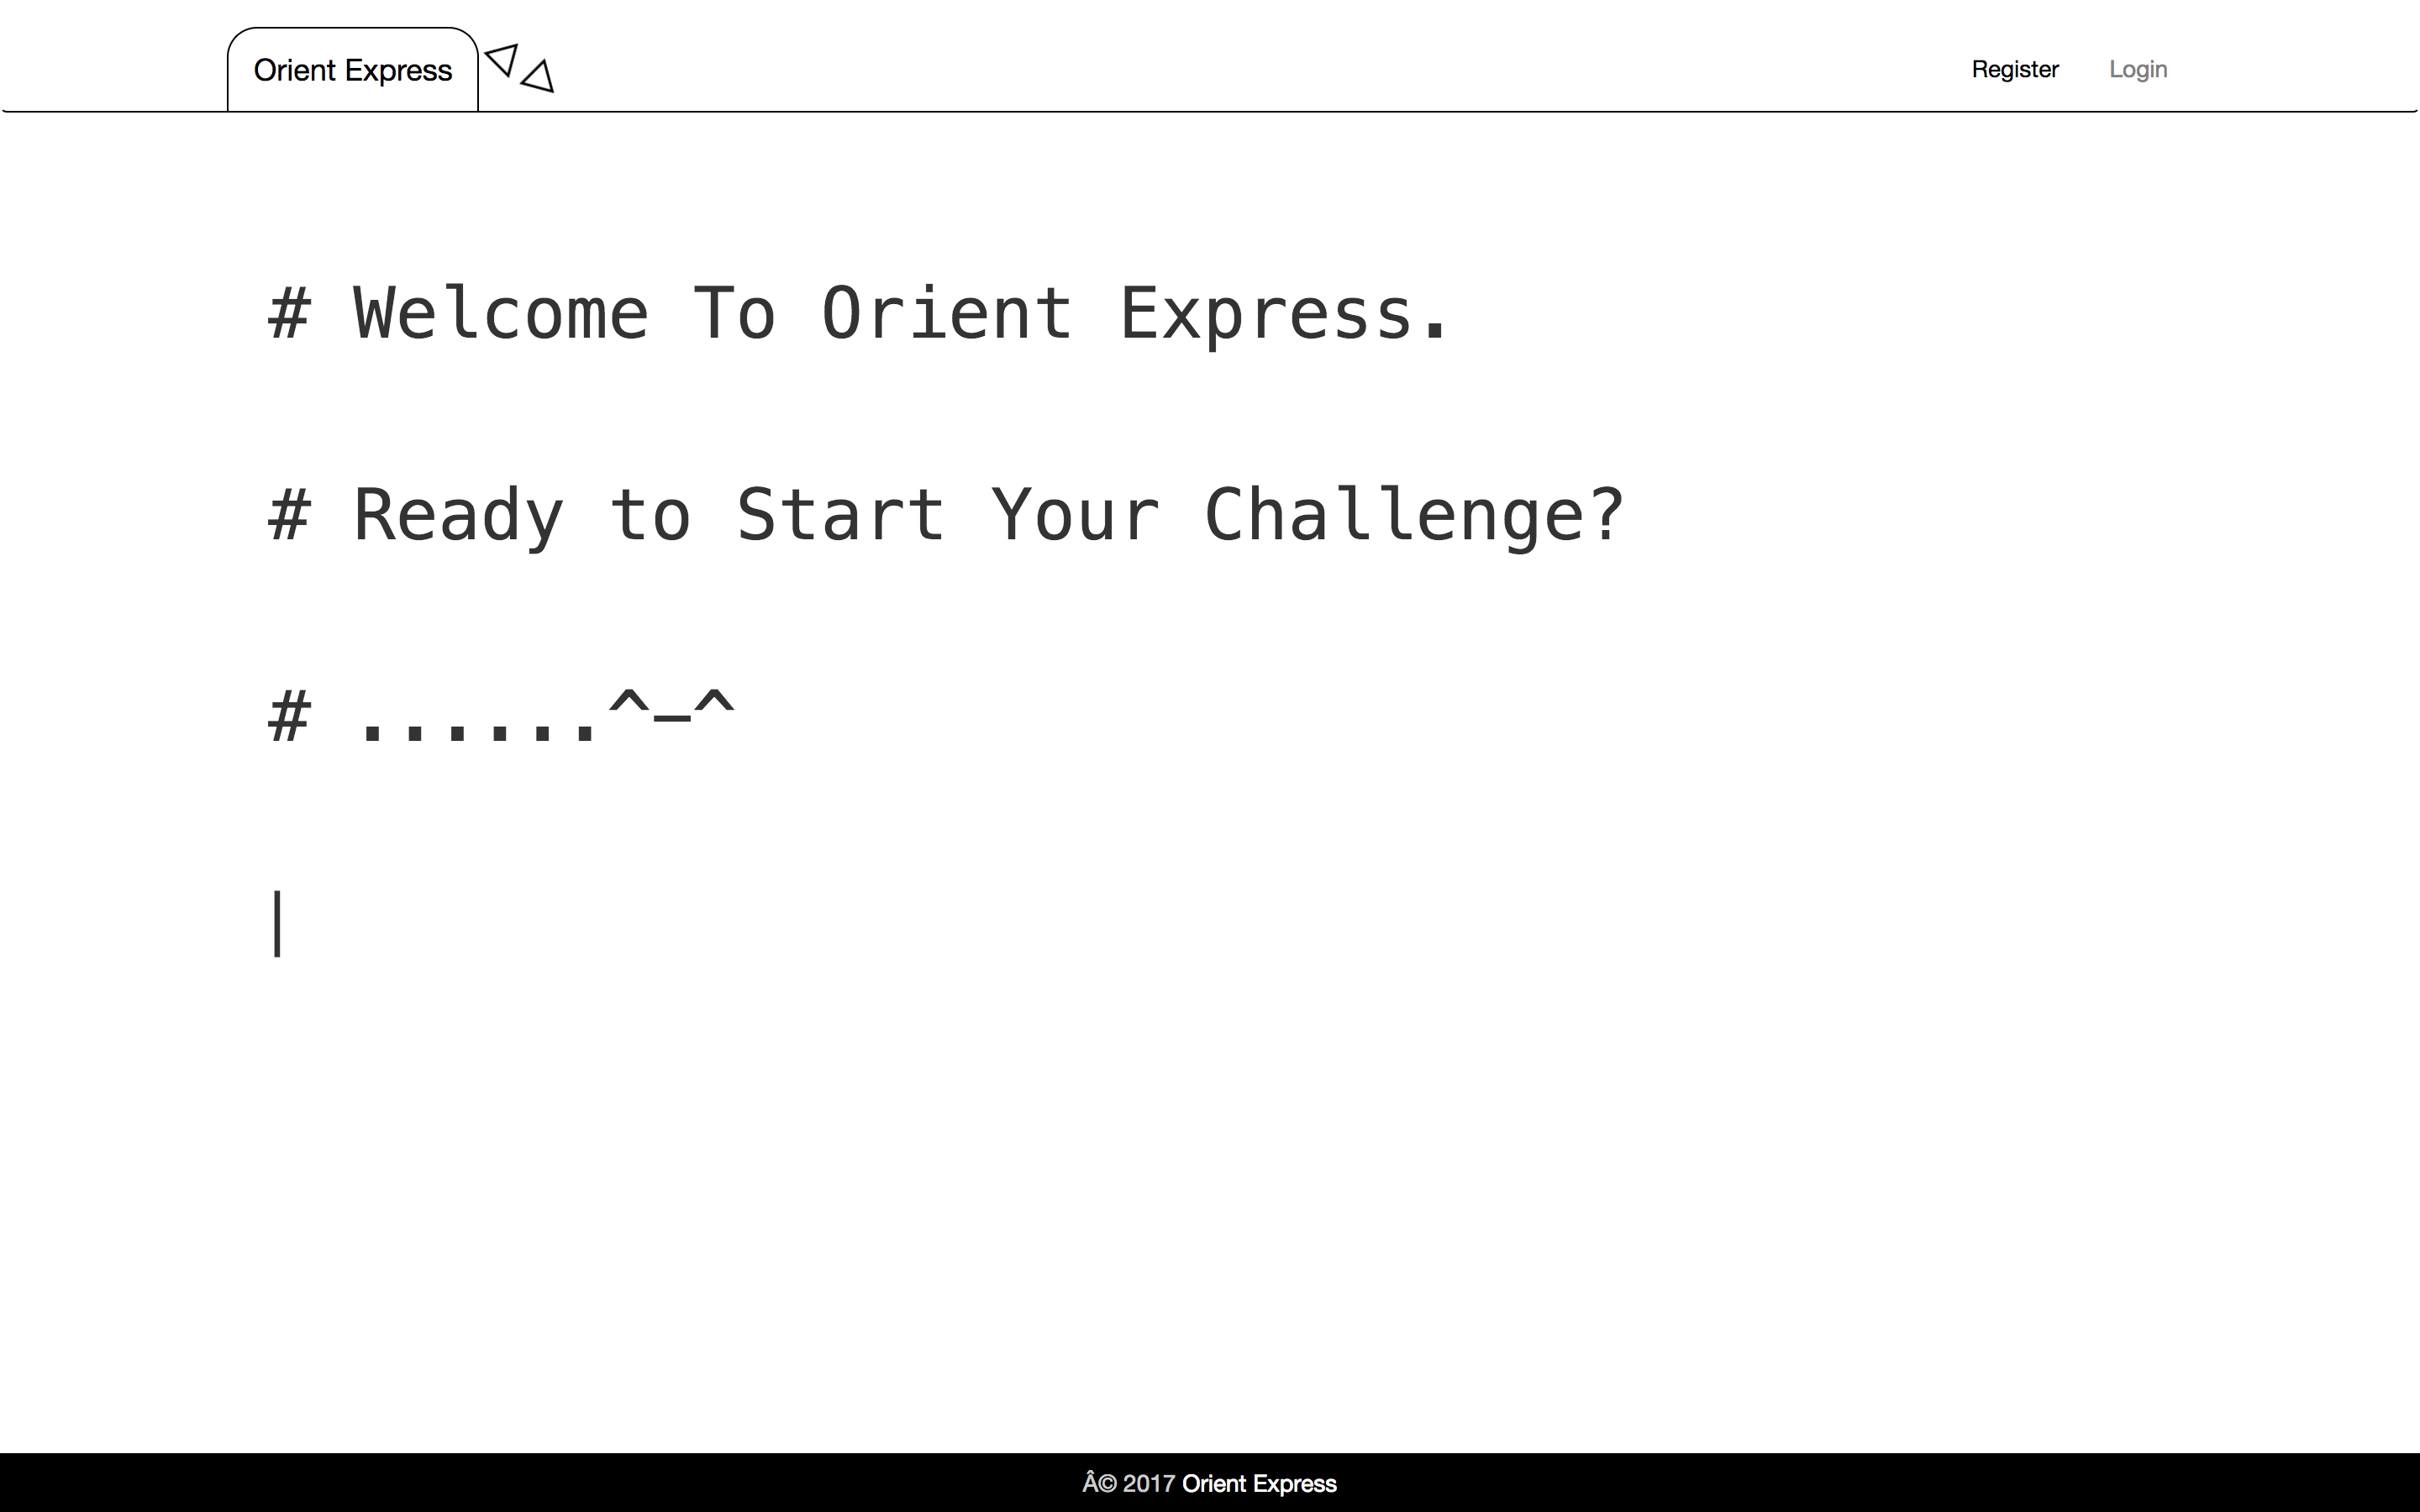 Orient Express
Register Login
# Welcome To Orient Express.
# Ready to Start Your Challenge?
# ......^-^
|
Â© 2017 Orient Express